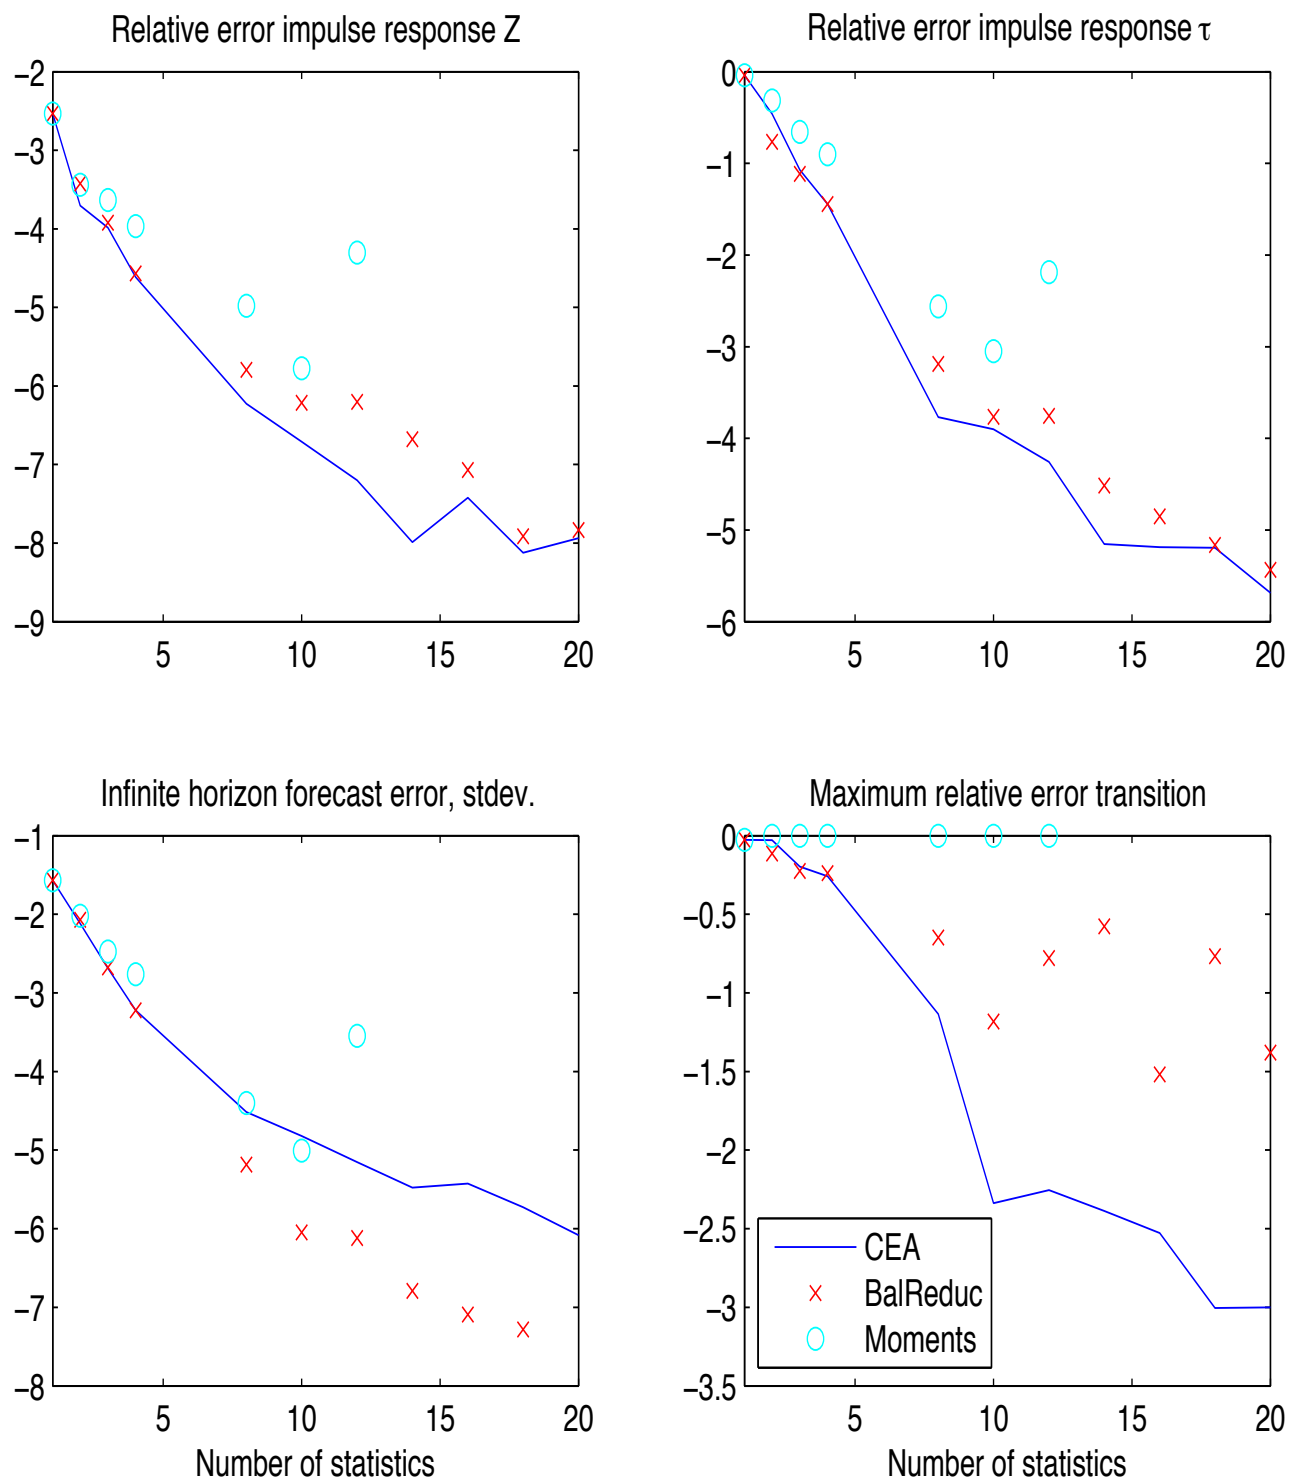 Relative error impulse response Z
−2
−3
−4
−5
−6
−7
−8
−9
5 10 15 20
Relative error impulse response τ
0
−1
−2
−3
−4
−5
−6
5 10 15 20
Infinite horizon forecast error, stdev.
−1
−2
−3
−4
−5
−6
−7
−8
5 10 15 20
Number of statistics
Maximum relative error transition
0
−0.5
−1
−1.5
−2
−2.5
−3
−3.5
CEA
BalReduc
Moments
5 10 15 20
Number of statistics